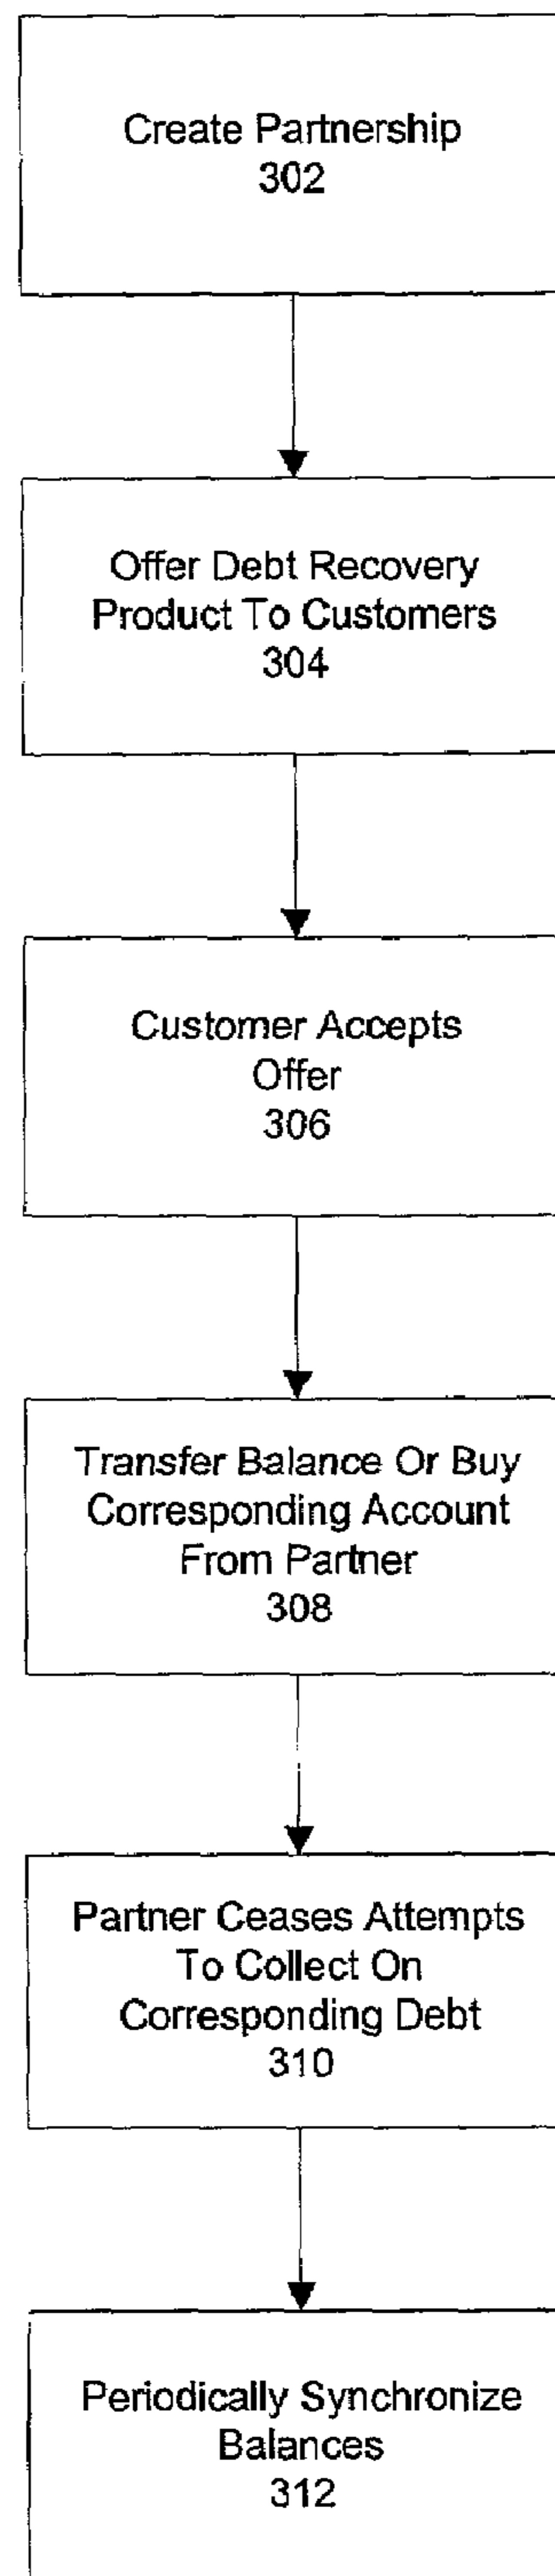 Create Partnership
302
Offer Debt Recovery
Product To Customers
304
Customer Accepts
Offer
306
Transfer Balance Or Buy
Corresponding Account
From Partner
308
Partner Ceases Attempts
To Collect On
Corresponding Debt
310
Periodically Synchronize
Balances
312